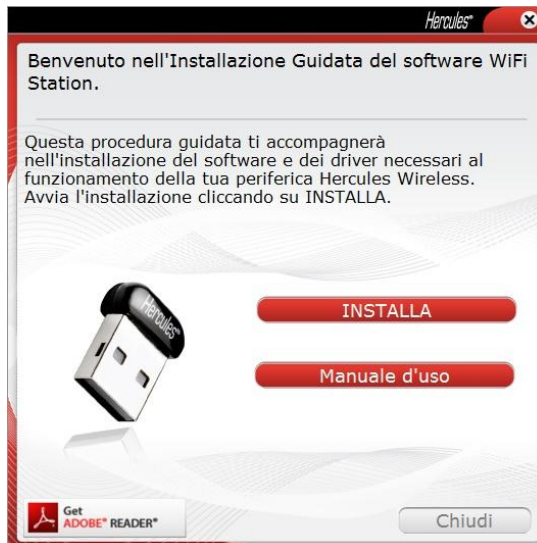 Hercules®
Benvenuto nell'Installazione Guidata del software WiFi
Station.
Questa procedura guidata ti accompagnerà
nell'installazione del software e dei driver necessari al
funzionamento della tua periferica Hercules Wireless.
Avvia l'installazione cliccando su INSTALLA.
Hercules®
INSTALLA
Manuale d'uso
Get
ADOBE® READER®
Chiudi